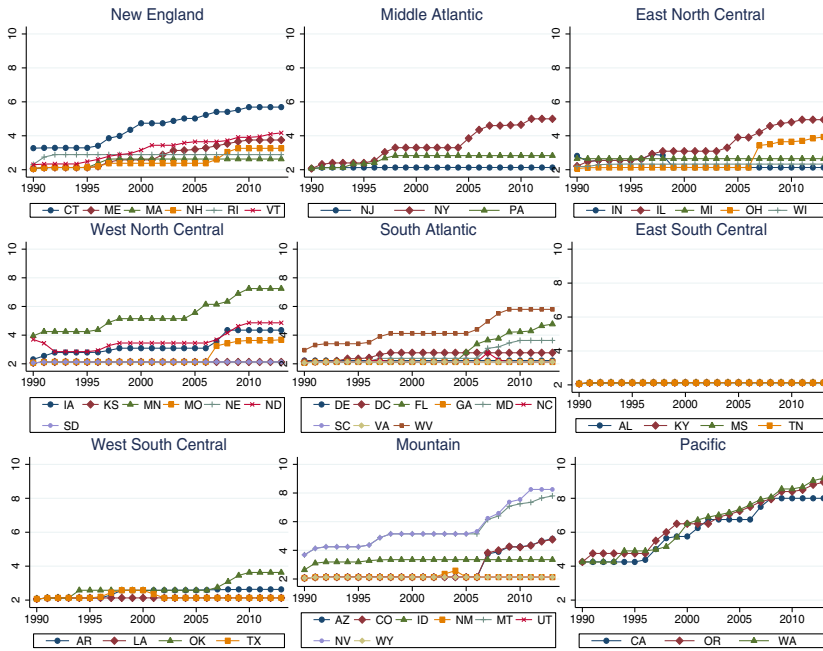 New England
Middle Atlantic
East North Central
10
8
6
4
2
1990 1995 2000 2005 2010
10
8
6
4
2
1990 1995 2000 2005 2010
10
8
6
4
2
1990 1995 2000 2005 2010
CT ME MA NH RI VT
NJ NY PA
IN IL MI OH WI
West North Central
South Atlantic
East South Central
10
8
6
4
2
1990 1995 2000 2005 2010
10
8
6
4
2
1990 1995 2000 2005 2010
10
8
6
4
2
1990 1995 2000 2005 2010
IA KS MN MO NE ND
SD
DE DC FL GA MD NC
SC VA WV
AL KY MS TN
West South Central
Mountain
Pacific
10
8
6
4
2
1990 1995 2000 2005 2010
10
8
6
4
2
1990 1995 2000 2005 2010
10
8
6
4
2
1990 1995 2000 2005 2010
AR LA OK TX
AZ CO ID NM MT UT
NV WY
CA OR WA